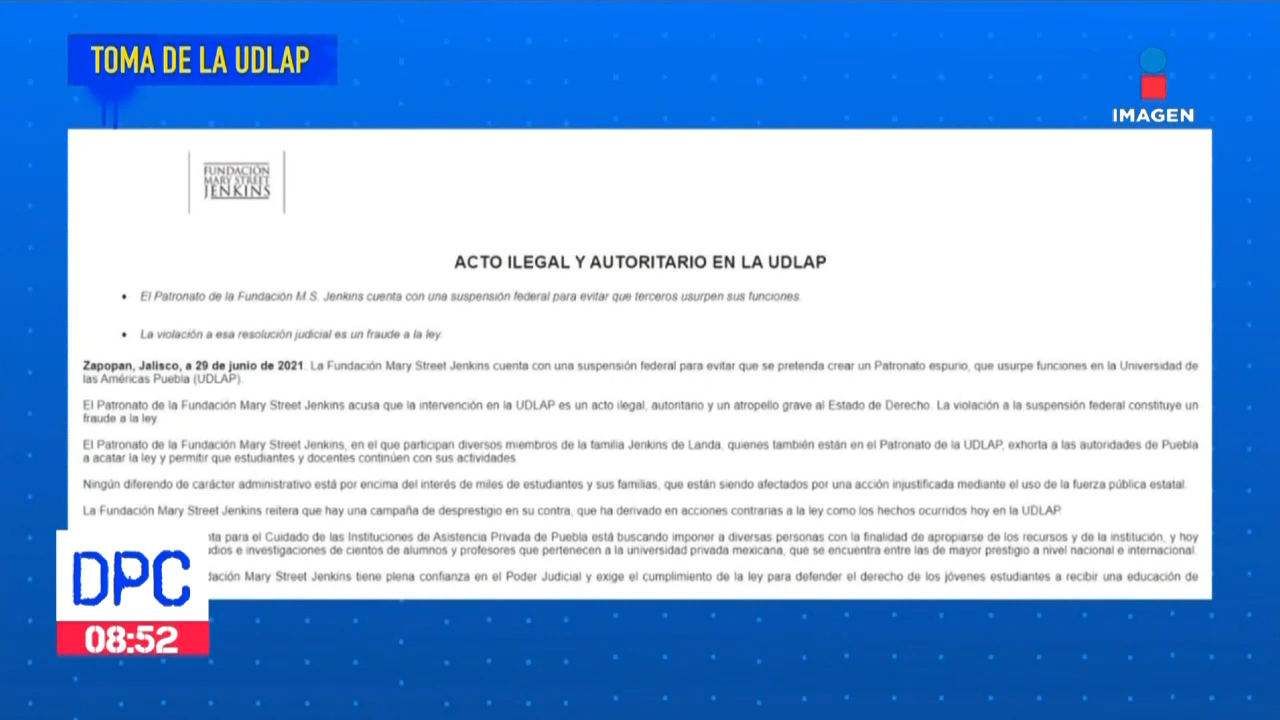 TOMA DE LA UDLAP
IMAGEN
FUNDACIÓN
MARY STREET
JENKINS
ACTO ILEGAL Y AUTORITARIO EN LA UDLAP
• El Patronato de la Fundación M.S. Jenkins cuenta con una suspensión federal para evitar que terceros usurpen sus funciones.
• La violación a esa resolución judicial es un fraude a la ley.
Zapopan, Jalisco, a 29 de junio de 2021. La Fundación Mary Street Jenkins cuenta con una suspensión federal para evitar que se pretenda crear un Patronato espurio, que usurpe funciones en la Universidad de
las Américas Puebla (UDLAP).
El Patronato de la Fundación Mary Street Jenkins acusa que la intervención en la UDLAP es un acto ilegal, autoritario y un atropello grave al Estado de Derecho. La violación a la suspensión federal constituye un
fraude a la ley.
El Patronato de la Fundación Mary Street Jenkins, en el que participan diversos miembros de la familia Jenkins de Landa, quienes también están en el Patronato de la UDLAP, exhorta a las autoridades de Puebla
a acatar la ley y permitir que estudiantes y docentes continúen con sus actividades.
Ningún diferendo de carácter administrativo está por encima del interés de miles de estudiantes y sus familias, que están siendo afectados por una acción injustificada mediante el uso de la fuerza pública estatal.
La Fundación Mary Street Jenkins reitera que hay una campaña de desprestigio en su contra, que ha derivado en acciones contrarias a la ley como los hechos ocurridos hoy en la UDLAP.
nta para el Cuidado de las Instituciones de Asistencia Privada de Puebla está buscando imponer a diversas personas con la finalidad de apropiarse de los recursos y de la institución, y hoy
udios e investigaciones de cientos de alumnos y profesores que pertenecen a la universidad privada mexicana, que se encuentra entre las de mayor prestigio a nivel nacional e internacional.
dación Mary Street Jenkins tiene plena confianza en el Poder Judicial y exige el cumplimiento de la ley para defender el derecho de los jóvenes estudiantes a recibir una educación de
DPC
08:52